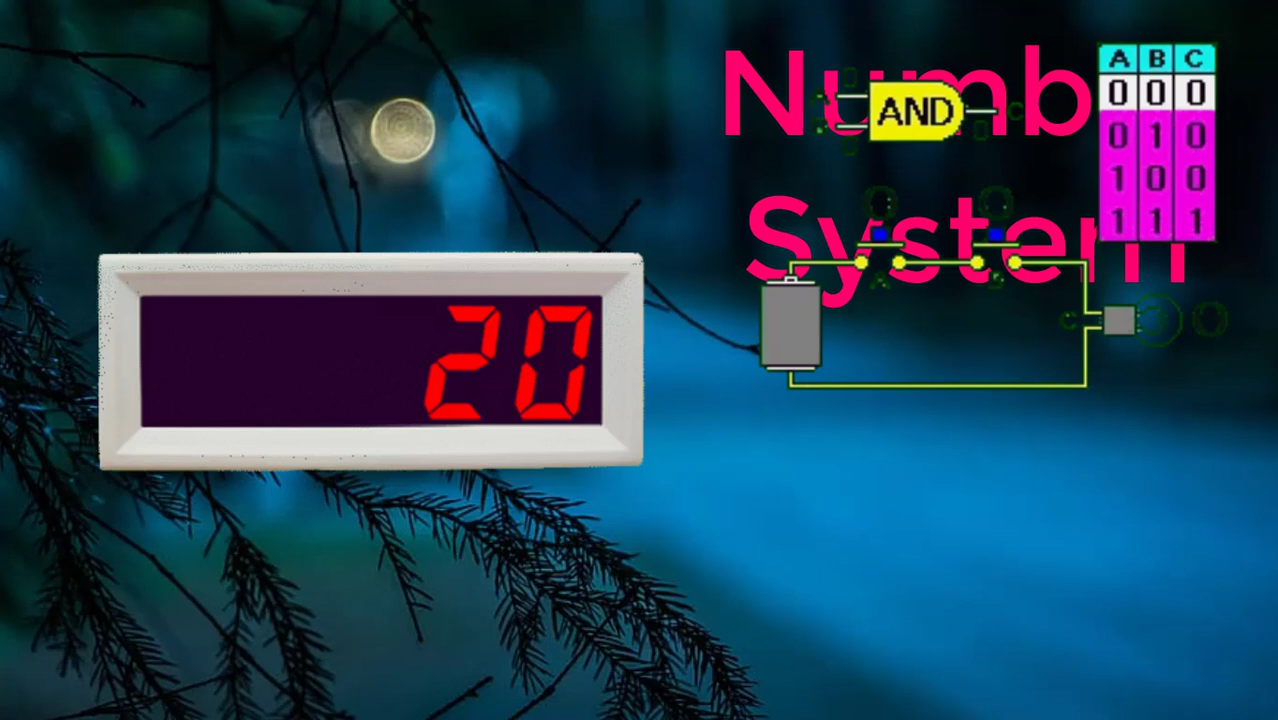 Numb
System
AND
A B C
0 0 0
0 1 0
1 0 0
1 1 1
20